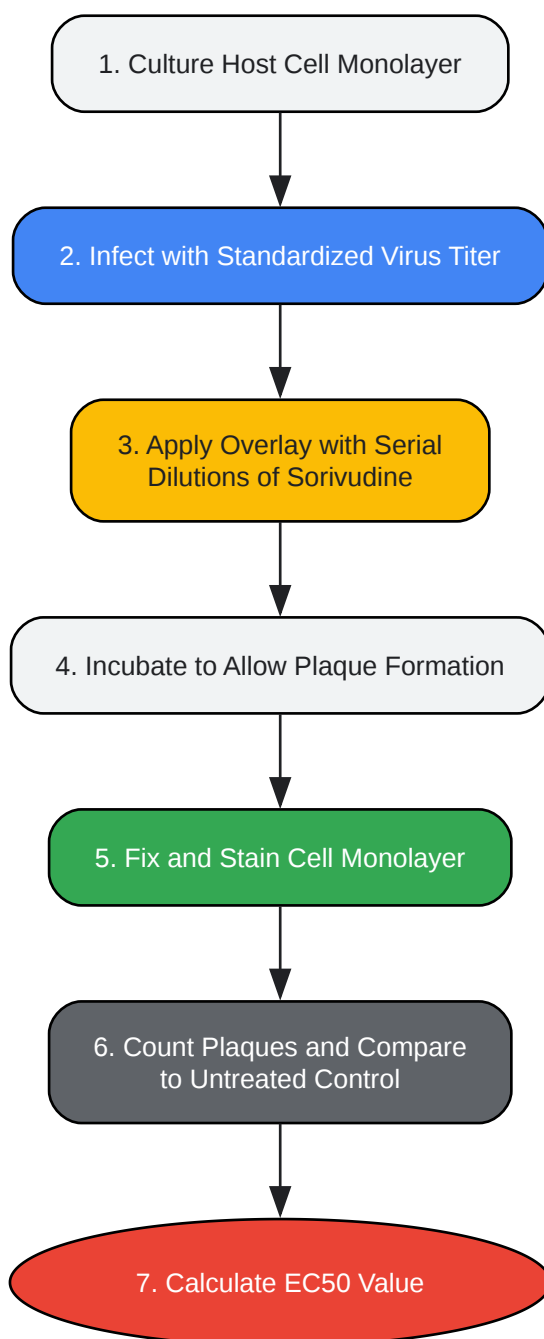 1. Culture Host Cell Monolayer
2. Infect with Standardized Virus Titer
3. Apply Overlay with Serial
Dilutions of Sorivudine
4. Incubate to Allow Plaque Formation
5. Fix and Stain Cell Monolayer
6. Count Plaques and Compare
to Untreated Control
7. Calculate EC50 Value